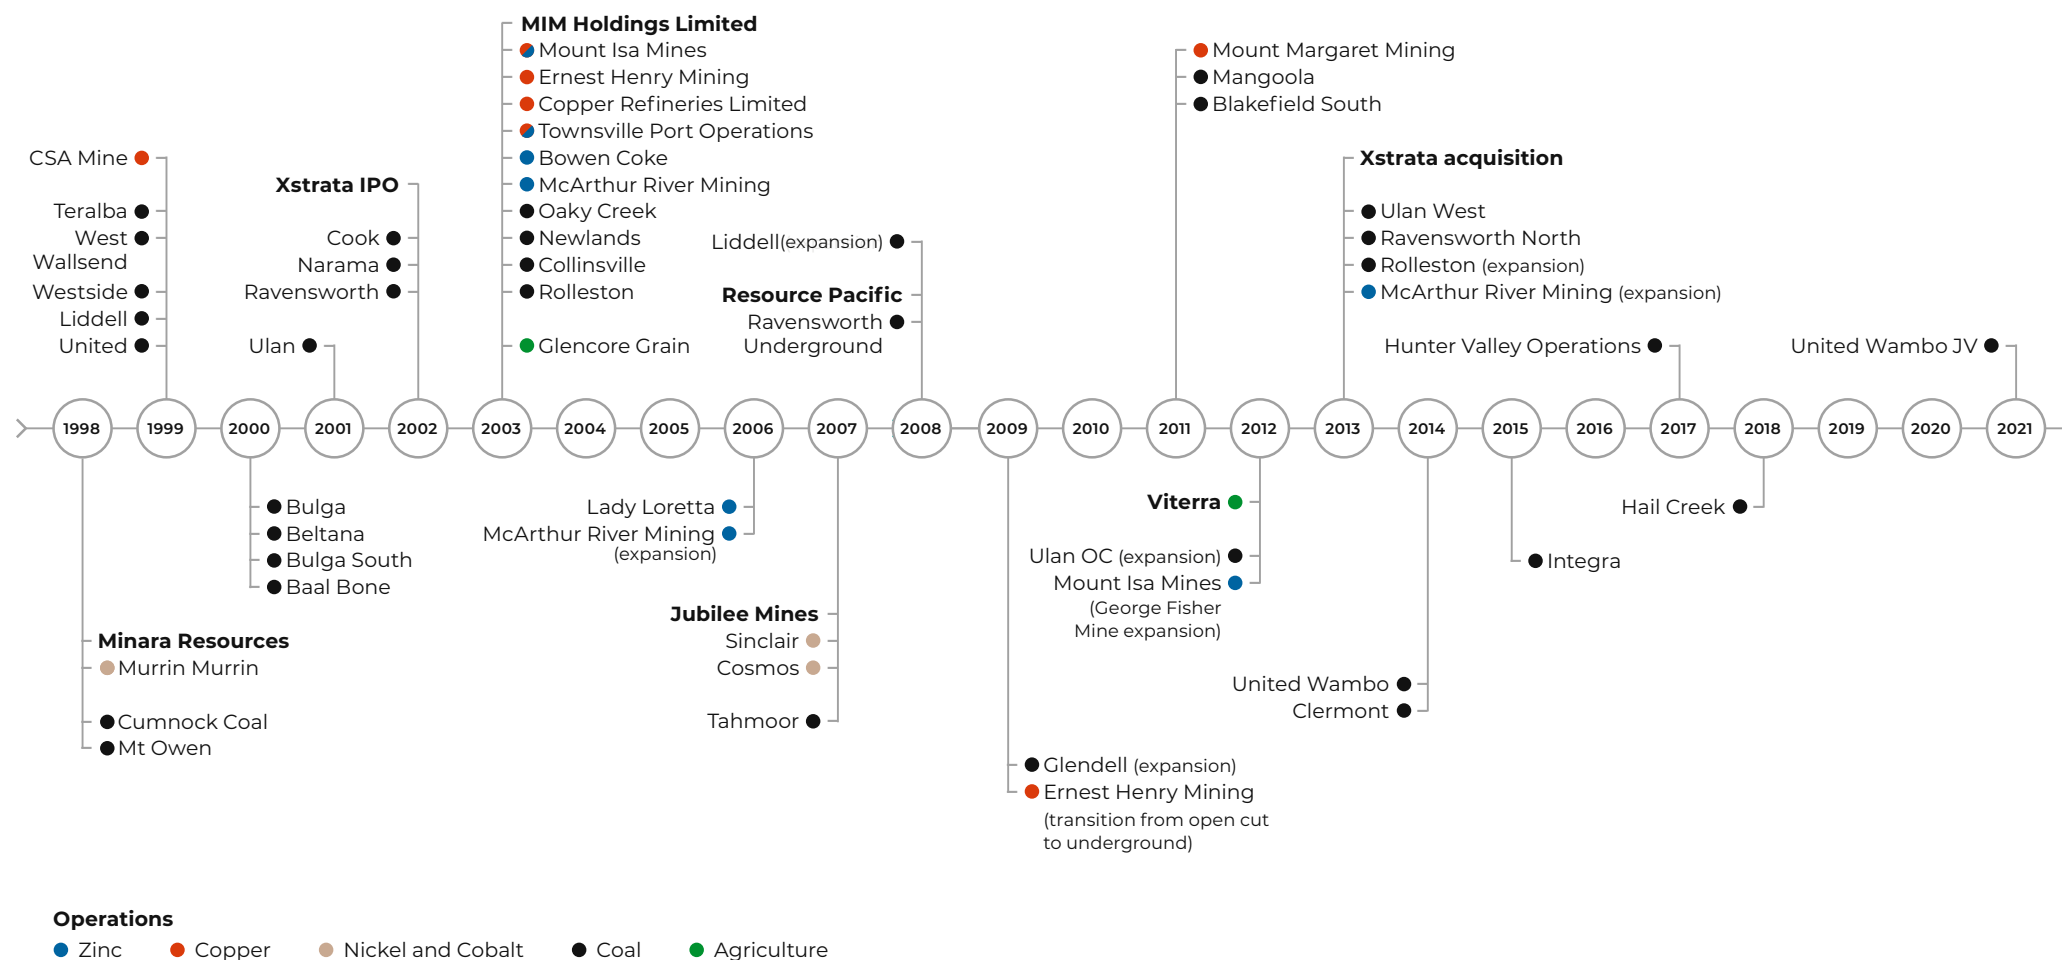 MIM Holdings Limited
Mount Isa Mines
Ernest Henry Mining
Copper Refineries Limited
Townsville Port Operations
Bowen Coke
McArthur River Mining
Oaky Creek
Newlands
Collinsville
Rolleston
Glencore Grain
CSA Mine
Teralba
West
Wallsend
Westside
Liddell
United
Xstrata IPO
Cook
Narama
Ravensworth
Ulan
Liddell(expansion)
Resource Pacific
Ravensworth
Underground
Mount Margaret Mining
Mangoola
Blakefield South
Xstrata acquisition
Ulan West
Ravensworth North
Rolleston (expansion)
McArthur River Mining (expansion)
Hunter Valley Operations
United Wambo JV
1998 1999 2000 2001 2002 2003 2004 2005 2006 2007 2008 2009 2010 2011 2012 2013 2014 2015 2016 2017 2018 2019 2020 2021
Minara Resources
Murrin Murrin
Cumnock Coal
Mt Owen
Bulga
Beltana
Bulga South
Baal Bone
Lady Loretta
McArthur River Mining
(expansion)
Jubilee Mines
Sinclair
Cosmos
Tahmoor
Glendell (expansion)
Ernest Henry Mining
(transition from open cut
to underground)
Viterra
Ulan OC (expansion)
Mount Isa Mines
(George Fisher
Mine expansion)
United Wambo
Clermont
Integra
Hail Creek
Operations
Zinc Copper Nickel and Cobalt Coal Agriculture